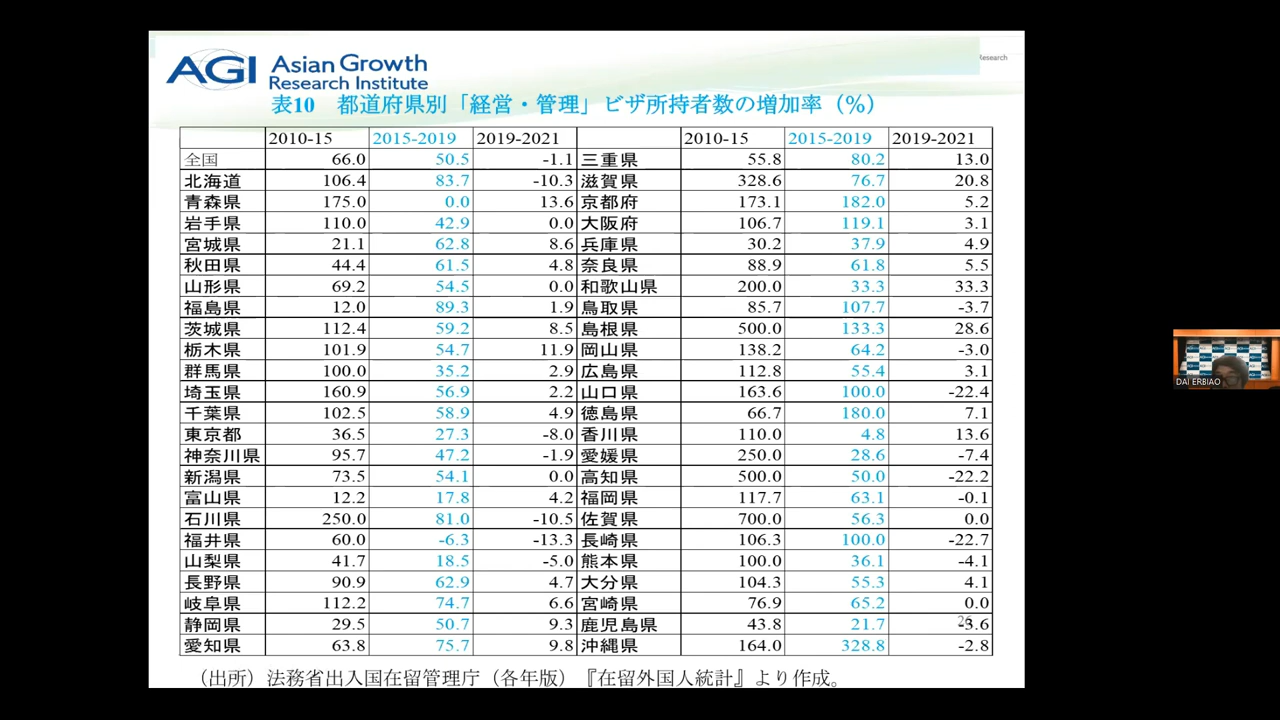 Research
AGI Asian Growth Research Institute
表10 都道府県別「経営・管理」ビザ所持者数の増加率（%）
2010-15 2015-2019 2019-2021 2010-15 2015-2019 2019-2021
全国 66.0 50.5 -1.1 三重県 55.8 80.2 13.0
北海道 106.4 83.7 -10.3 滋賀県 328.6 76.7 20.8
青森県 175.0 0.0 13.6 京都府 173.1 182.0 5.2
岩手県 110.0 42.9 0.0 大阪府 106.7 119.1 3.1
宮城県 21.1 62.8 8.6 兵庫県 30.2 37.9 4.9
秋田県 44.4 61.5 4.8 奈良県 88.9 61.8 5.5
山形県 69.2 54.5 0.0 和歌山県 200.0 33.3 33.3
福島県 12.0 89.3 1.9 鳥取県 85.7 107.7 -3.7
茨城県 112.4 59.2 8.5 島根県 500.0 133.3 28.6
栃木県 101.9 54.7 11.9 岡山県 138.2 64.2 -3.0
群馬県 100.0 35.2 2.9 広島県 112.8 55.4 3.1
埼玉県 160.9 56.9 2.2 山口県 163.6 100.0 -22.4
千葉県 102.5 58.9 4.9 徳島県 66.7 180.0 7.1
東京都 36.5 27.3 -8.0 香川県 110.0 4.8 13.6
神奈川県 95.7 47.2 -1.9 愛媛県 250.0 28.6 -7.4
新潟県 73.5 54.1 0.0 高知県 500.0 50.0 -22.2
富山県 12.2 17.8 4.2 福岡県 117.7 63.1 -0.1
石川県 250.0 81.0 -10.5 佐賀県 700.0 56.3 0.0
福井県 60.0 -6.3 -13.3 長崎県 106.3 100.0 -22.7
山梨県 41.7 18.5 -5.0 熊本県 100.0 36.1 -4.1
長野県 90.9 62.9 4.7 大分県 104.3 55.3 4.1
岐阜県 112.2 74.7 6.6 宮崎県 76.9 65.2 0.0
静岡県 29.5 50.7 9.3 鹿児島県 43.8 21.7 -3.6
愛知県 63.8 75.7 9.8 沖縄県 164.0 328.8 -2.8
（出所）法務省出入国在留管理庁（各年版）『在留外国人統計』より作成。
DAI ERBIAO